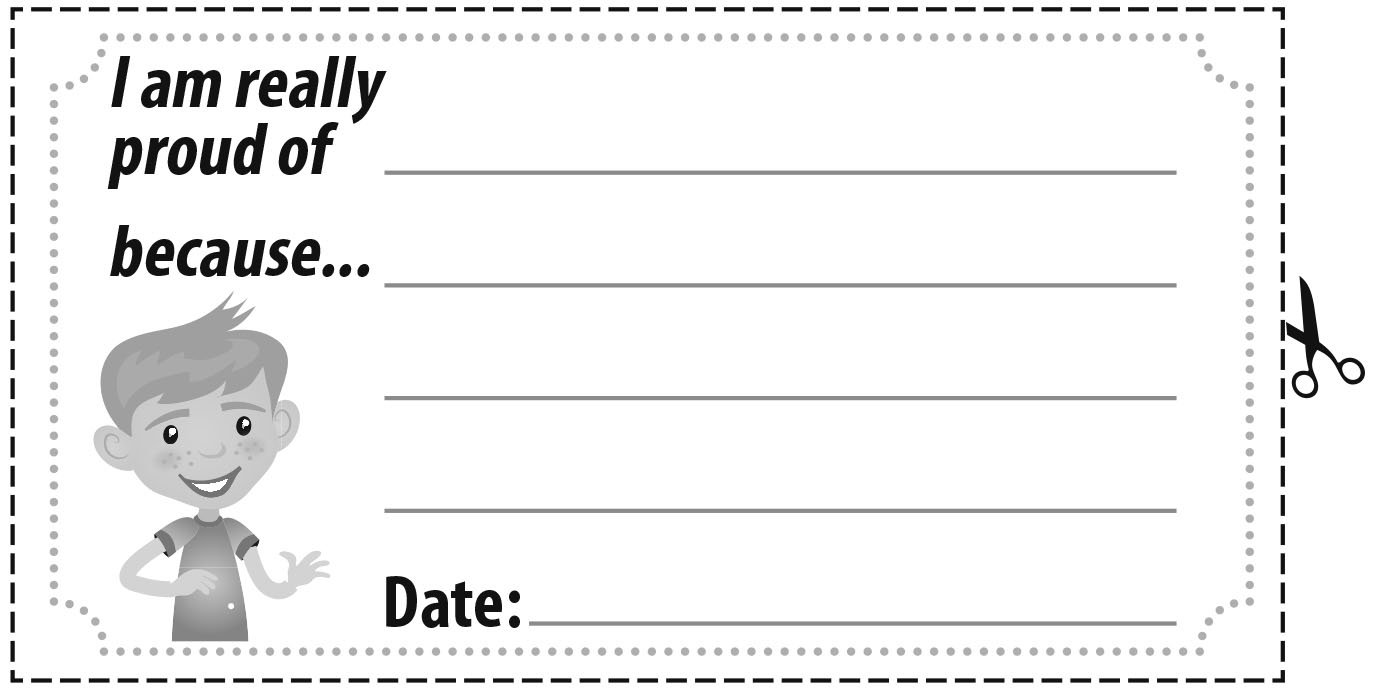 I am really
proud of
because...
Date: